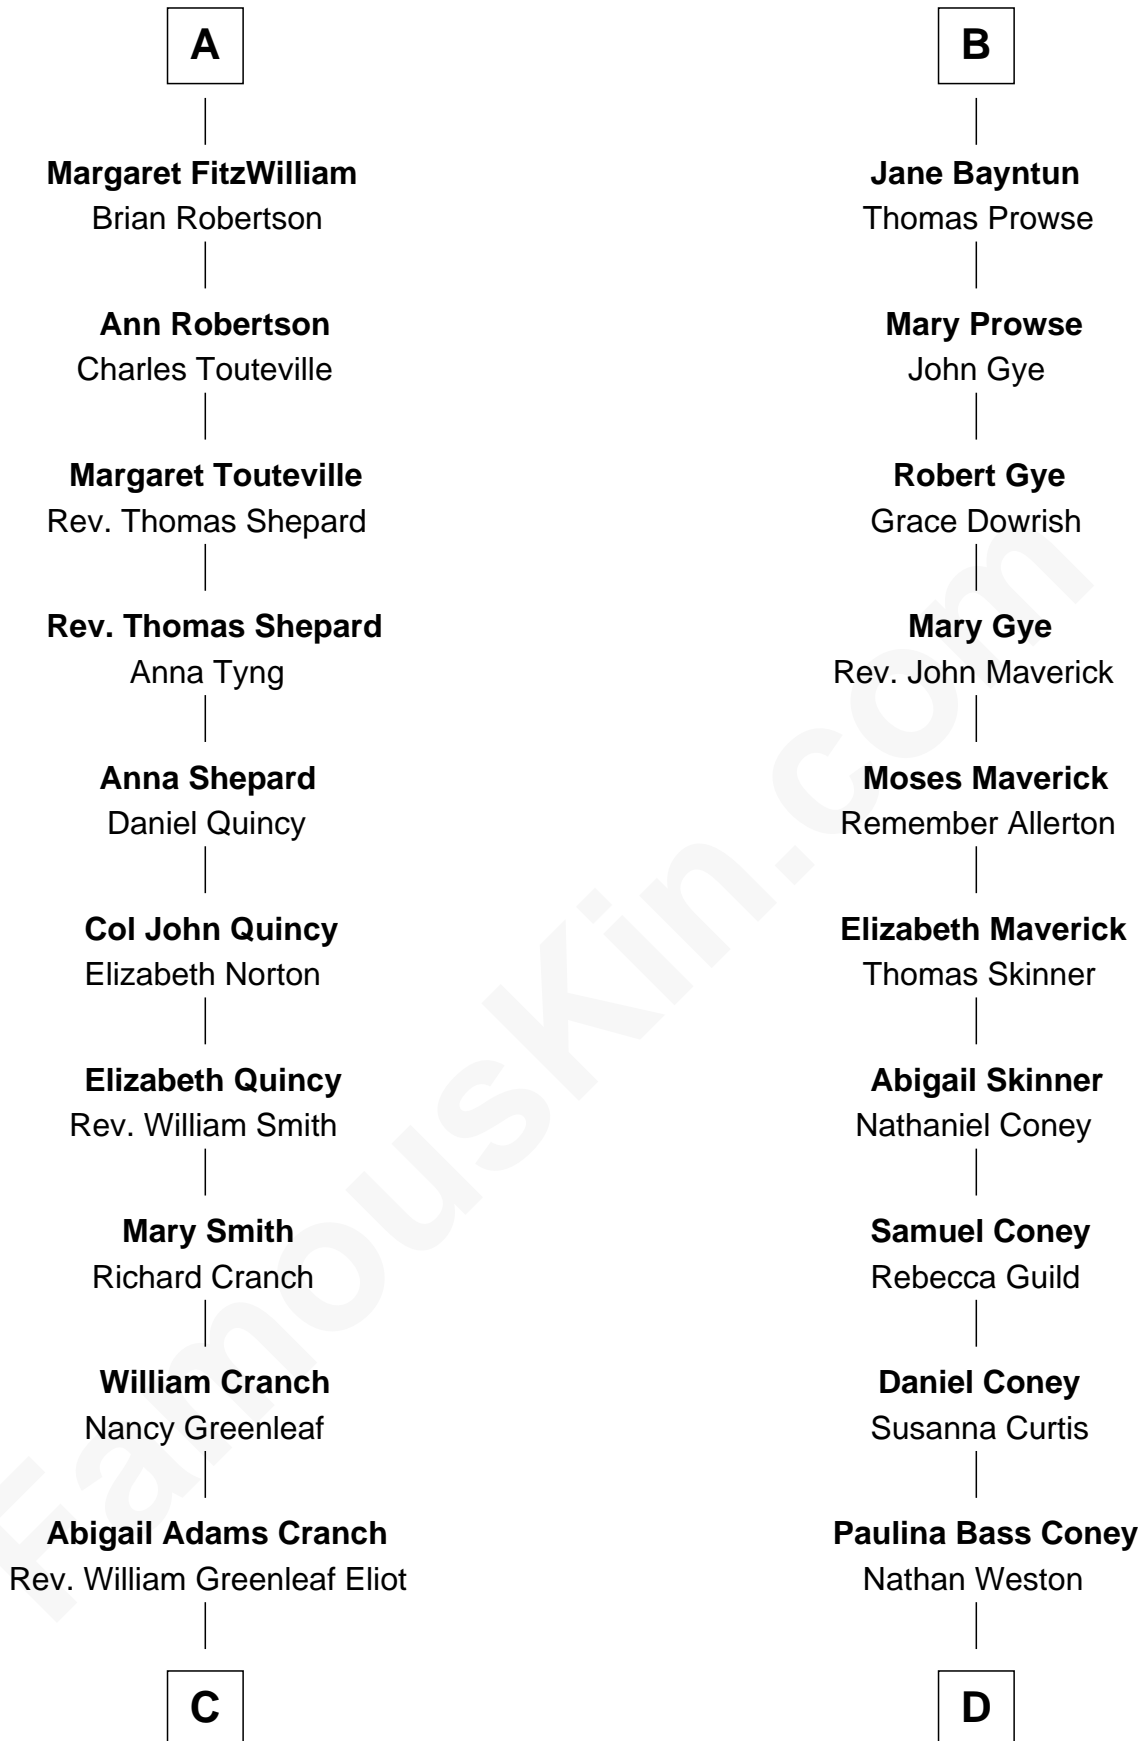 A
Margaret FitzWilliam
Brian Robertson
Ann Robertson
Charles Touteville
Margaret Touteville
Rev. Thomas Shepard
Rev. Thomas Shepard
Anna Tyng
Anna Shepard
Daniel Quincy
Col John Quincy
Elizabeth Norton
Elizabeth Quincy
Rev. William Smith
Mary Smith
Richard Cranch
William Cranch
Nancy Greenleaf
Abigail Adams Cranch
Rev. William Greenleaf Eliot
C
B
Jane Bayntun
Thomas Prowse
Mary Prowse
John Gye
Robert Gye
Grace Dowrish
Mary Gye
Rev. John Maverick
Moses Maverick
Remember Allerton
Elizabeth Maverick
Thomas Skinner
Abigail Skinner
Nathaniel Coney
Samuel Coney
Rebecca Guild
Daniel Coney
Susanna Curtis
Paulina Bass Coney
Nathan Weston
D
FamousKin.com